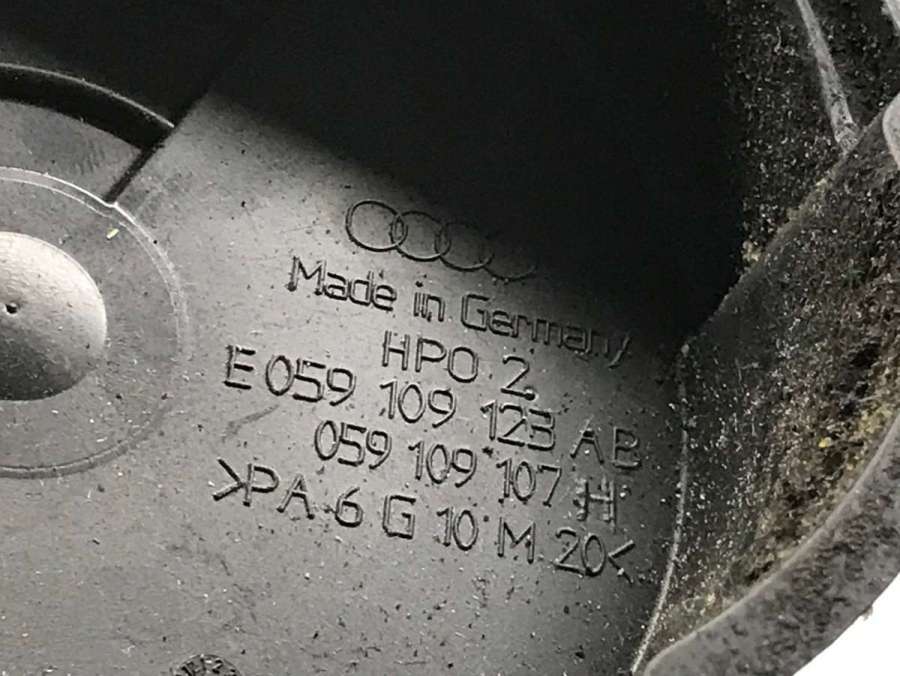 Made in Germany
HPO 2
E 059 109 123 AB
059 109 107 H
>PA 6 G 10 M 20<